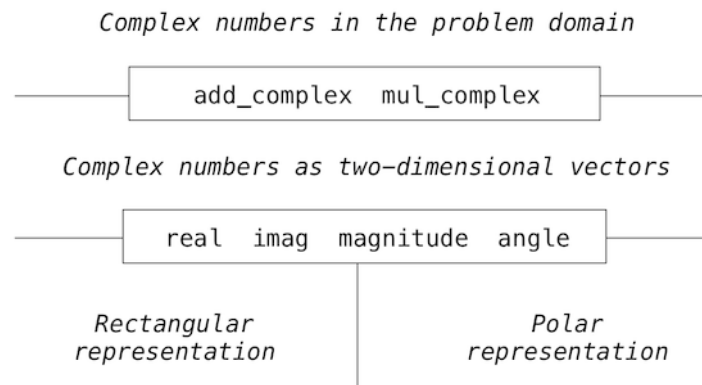 Complex numbers in the problem domain
add_complex mul_complex
Complex numbers as two-dimensional vectors
real imag magnitude angle
Rectangular
representation
Polar
representation